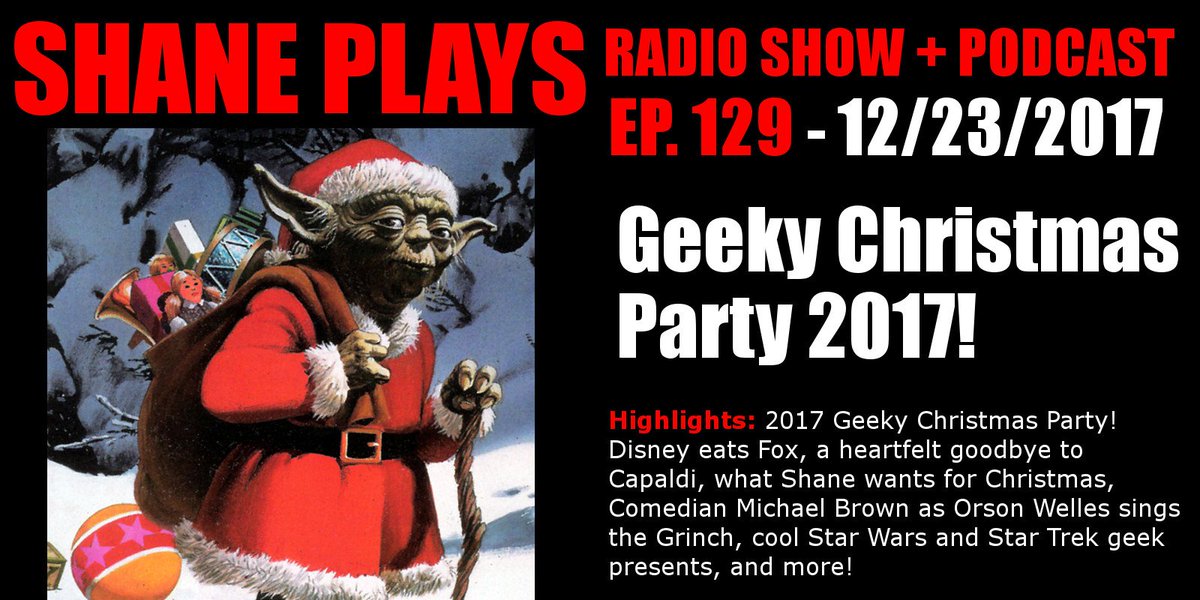 SHANE PLAYS
RADIO SHOW + PODCAST
EP. 129 - 12/23/2017
Geeky Christmas
Party 2017!
Highlights: 2017 Geeky Christmas Party!
Disney eats Fox, a heartfelt goodbye to
Capaldi, what Shane wants for Christmas,
Comedian Michael Brown as Orson Welles sings
the Grinch, cool Star Wars and Star Trek geek
presents, and more!